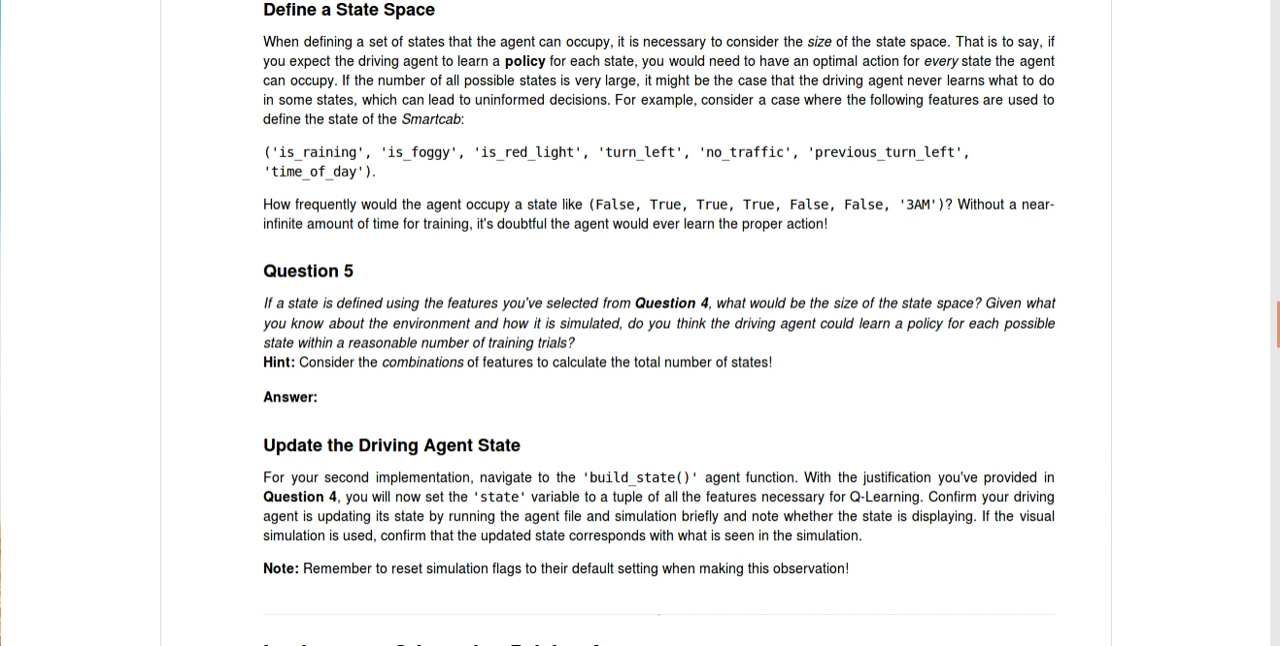 Define a State Space
When defining a set of states that the agent can occupy, it is necessary to consider the size of the state space. That is to say, if
you expect the driving agent to learn a policy for each state, you would need to have an optimal action for every state the agent
can occupy. If the number of all possible states is very large, it might be the case that the driving agent never learns what to do
in some states, which can lead to uninformed decisions. For example, consider a case where the following features are used to
define the state of the Smartcab:
('is_raining', 'is_foggy', 'is_red_light', 'turn_left', 'no_traffic', 'previous_turn_left',
'time_of_day').
How frequently would the agent occupy a state like (False, True, True, True, False, False, '3AM')? Without a near-
infinite amount of time for training, it's doubtful the agent would ever learn the proper action!
Question 5
If a state is defined using the features you've selected from Question 4, what would be the size of the state space? Given what
you know about the environment and how it is simulated, do you think the driving agent could learn a policy for each possible
state within a reasonable number of training trials?
Hint: Consider the combinations of features to calculate the total number of states!
Answer:
Update the Driving Agent State
For your second implementation, navigate to the 'build_state()' agent function. With the justification you've provided in
Question 4, you will now set the 'state' variable to a tuple of all the features necessary for Q-Learning. Confirm your driving
agent is updating its state by running the agent file and simulation briefly and note whether the state is displaying. If the visual
simulation is used, confirm that the updated state corresponds with what is seen in the simulation.
Note: Remember to reset simulation flags to their default setting when making this observation!